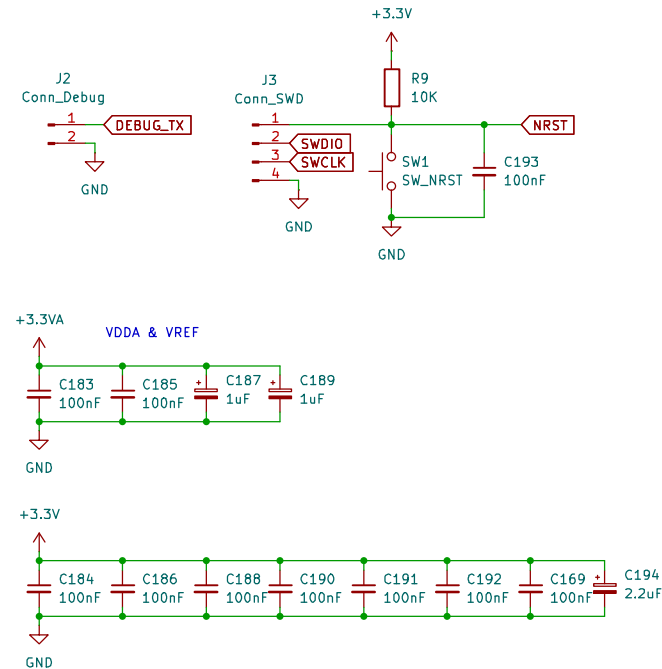 +3.3V
J2
Conn_Debug
1
2
DEBUG_TX
GND
J3
Conn_SWD
1
2
3
4
SWDIO
SWCLK
GND
R9
10K
NRST
SW1
SW_NRST
C193
100nF
GND
+3.3VA
VDDA & VREF
C183
100nF
C185
100nF
C187
1uF
C189
1uF
GND
+3.3V
C184
100nF
C186
100nF
C188
100nF
C190
100nF
C191
100nF
C192
100nF
C169
100nF
C194
2.2uF
GND